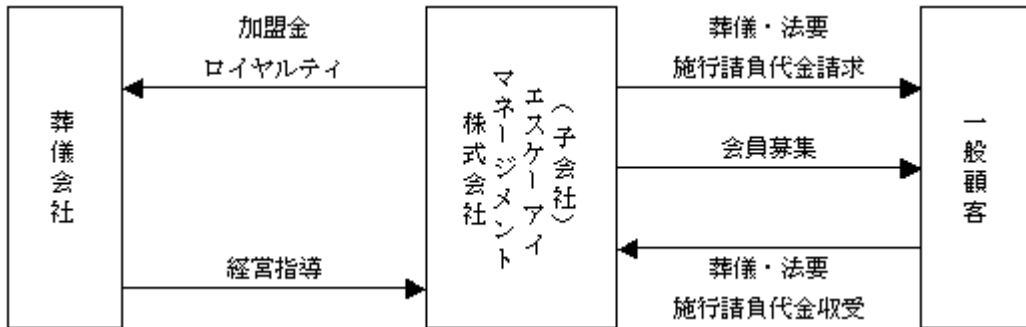 葬儀会社
加盟金
ロイヤルティ
経営指導
(子会社)
エスケーアイ
マネージメント
株式会社
葬儀・法要
施行請負代金請求
会員募集
葬儀・法要
施行請負代金収受
一般顧客